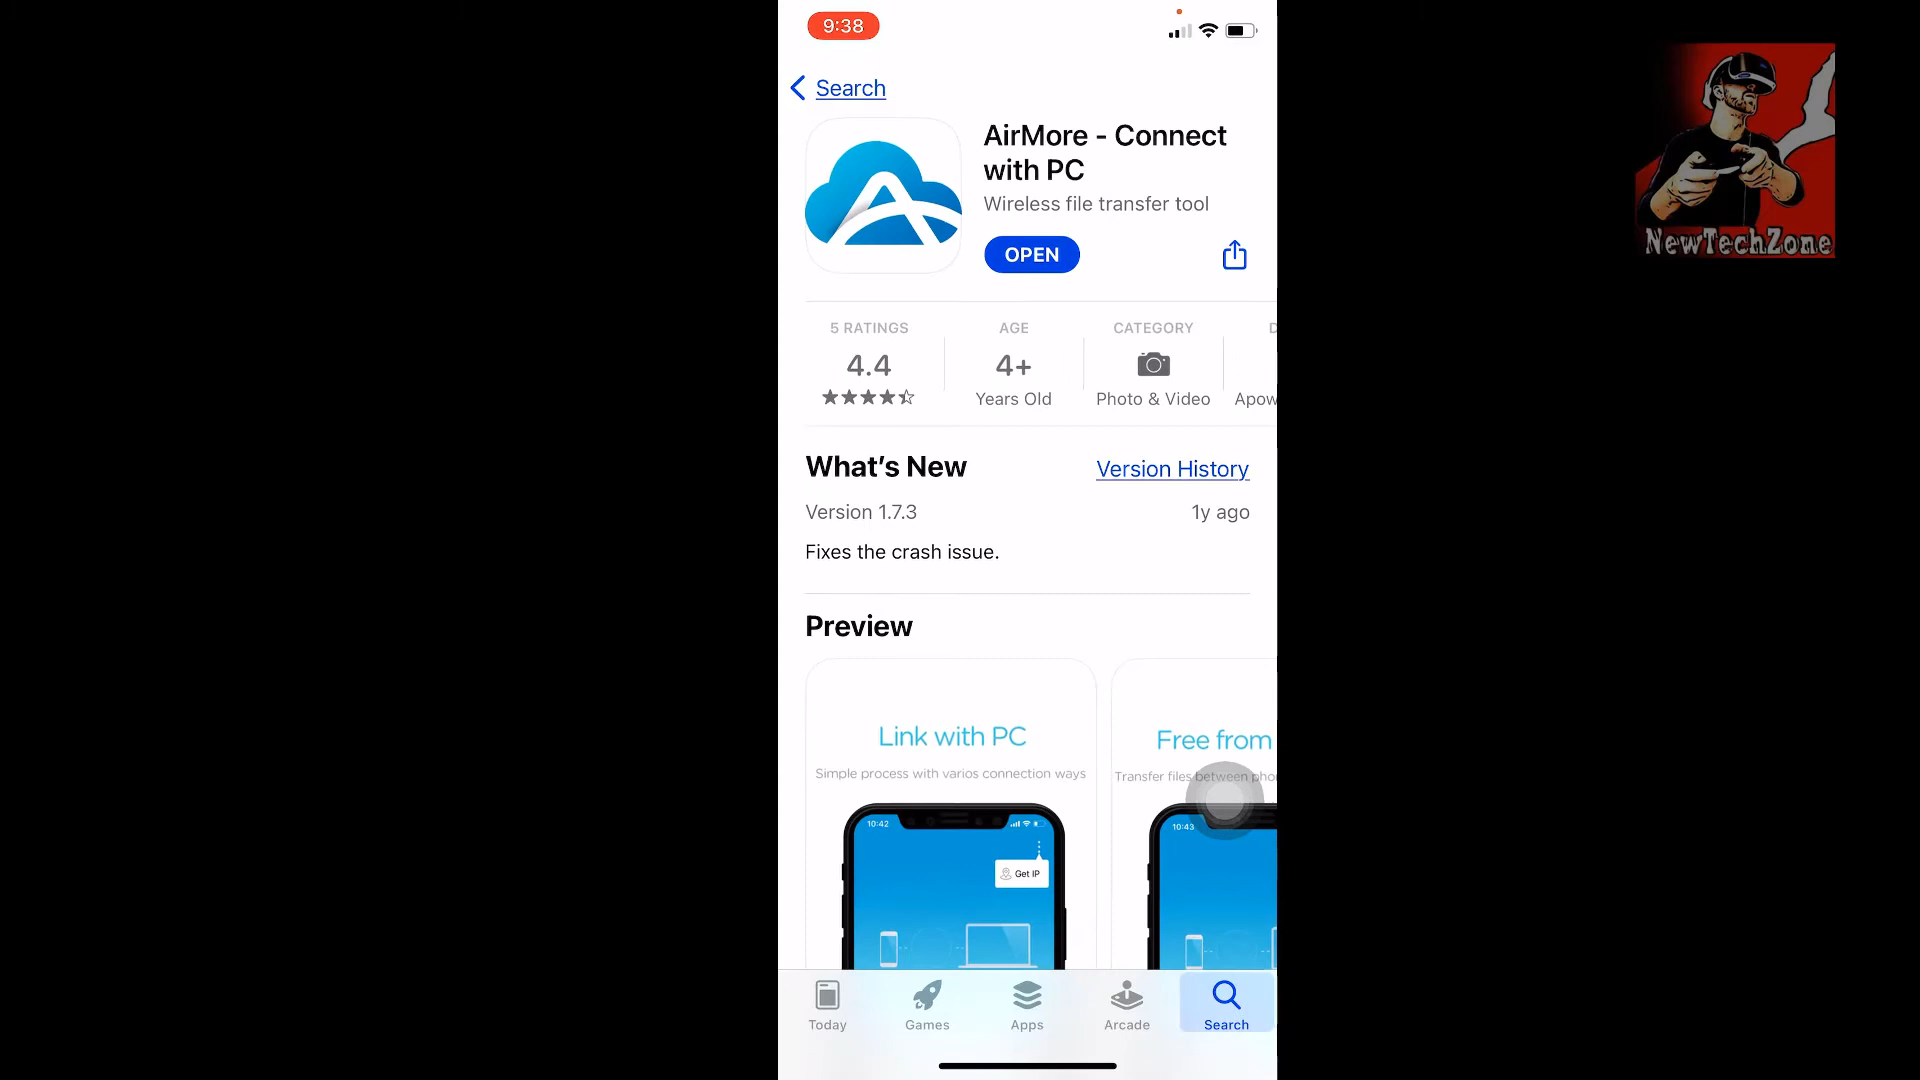 9:38
Search
AirMore - Connect
with PC
Wireless file transfer tool
OPEN
5 RATINGS
AGE
CATEGORY
4.4
4+
Years Old
Photo & Video
What's New
Version History
Version 1.7.3
1y ago
Fixes the crash issue.
Preview
Link with PC
Simple process with varios connection ways
10:42
Get IP
Free from
Transfer files between
10:43
Today
Games
Apps
Arcade
Search
NewTechZone